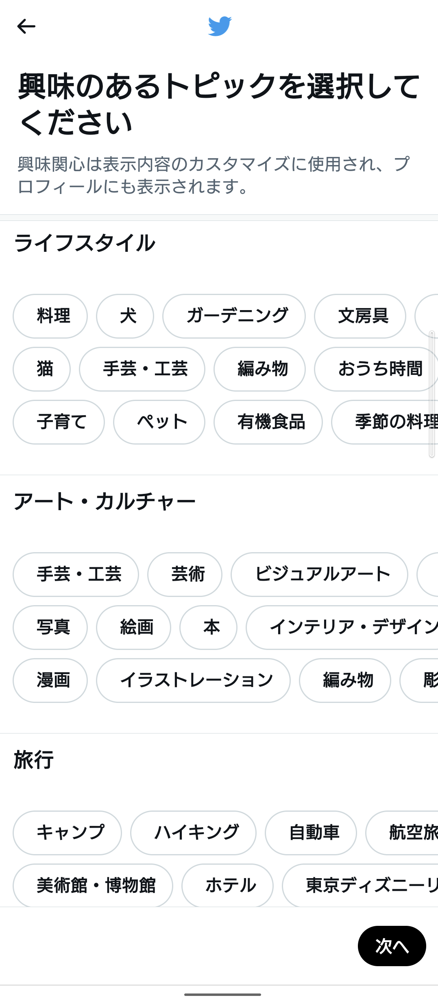 興味のあるトピックを選択して
ください
興味関心は表示内容のカスタマイズに使用され、プ
ロフィールにも表示されます。
ライフスタイル
料理 犬 ガーデニング 文房具
猫 手芸・工芸 編み物 おうち時間
子育て ペット 有機食品 季節の料理
アート・カルチャー
手芸・工芸 芸術 ビジュアルアート
写真 絵画 本 インテリア・デザイン
漫画 イラストレーション 編み物 彫
旅行
キャンプ ハイキング 自動車 航空旅
美術館・博物館 ホテル 東京ディズニーリ
次へ